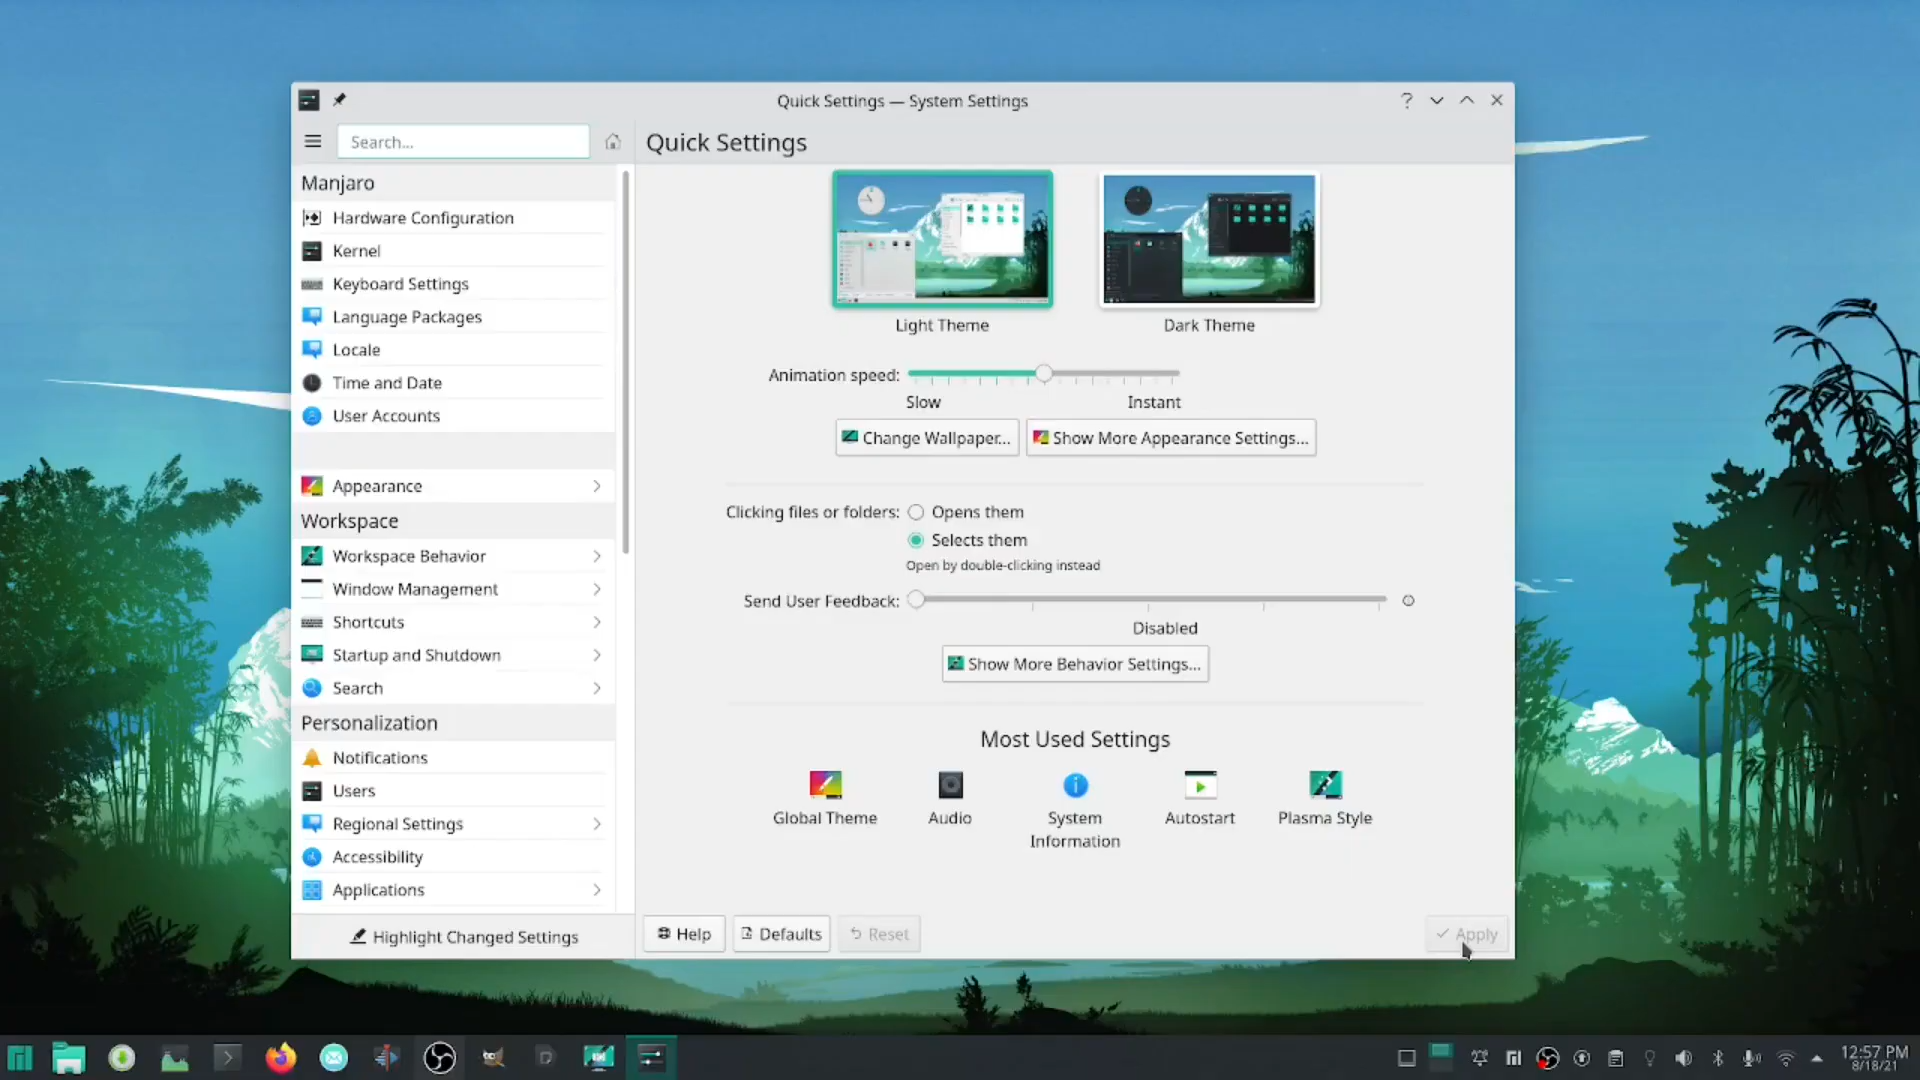 Quick Settings — System Settings
Search...
Quick Settings
Manjaro
Hardware Configuration
Kernel
Keyboard Settings
Language Packages
Locale
Time and Date
User Accounts
Appearance
Workspace
Workspace Behavior
Window Management
Shortcuts
Startup and Shutdown
Search
Personalization
Notifications
Users
Regional Settings
Accessibility
Applications
Highlight Changed Settings
Light Theme
Dark Theme
Animation speed:
Slow
Instant
Change Wallpaper...
Show More Appearance Settings...
Clicking files or folders:
Opens them
Selects them
Open by double-clicking instead
Send User Feedback:
Disabled
Show More Behavior Settings...
Most Used Settings
Global Theme
Audio
System
Information
Autostart
Plasma Style
Help
Defaults
Reset
Apply
12:57 PM
8/18/21